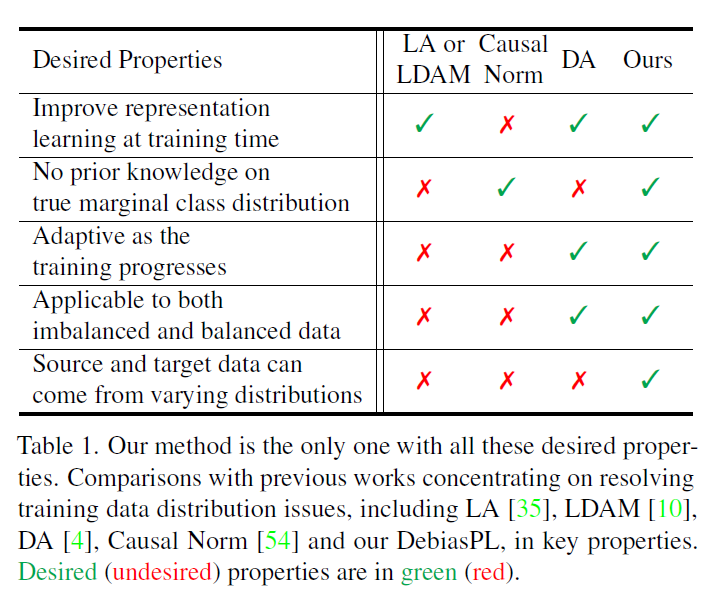 Desired Properties LA or Causal DA Ours
LDAM Norm
Improve representation
learning at training time ✓ ✗ ✓ ✓
No prior knowledge on
true marginal class distribution ✗ ✓ ✗ ✓
Adaptive as the
training progresses ✗ ✗ ✓ ✓
Applicable to both
imbalanced and balanced data ✗ ✗ ✓ ✓
Source and target data can
come from varying distributions ✗ ✗ ✗ ✓
Table 1. Our method is the only one with all these desired proper-
ties. Comparisons with previous works concentrating on resolving
training data distribution issues, including LA [35], LDAM [10],
DA [4], Causal Norm [54] and our DebiasPL, in key properties.
Desired (undesired) properties are in green (red).